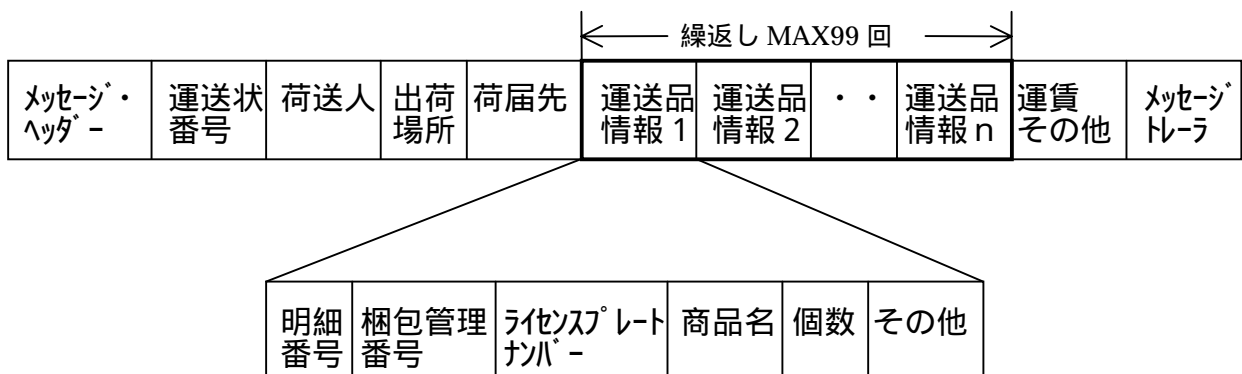 繰返し MAX99 回
ﾒｯｾｰｼﾞ・
ﾍｯﾀﾞｰ
運送状
番号
荷送人
出荷
場所
荷届先
運送品
情報１
運送品
情報２
・・
運送品
情報ｎ
運賃
その他
ﾒｯｾｰｼﾞ
ﾄﾚｰﾗ
明細
番号
梱包管理
番号
ﾗｲｾﾝｽﾌﾟﾚｰﾄ
ﾅﾝﾊﾞｰ
商品名
個数
その他